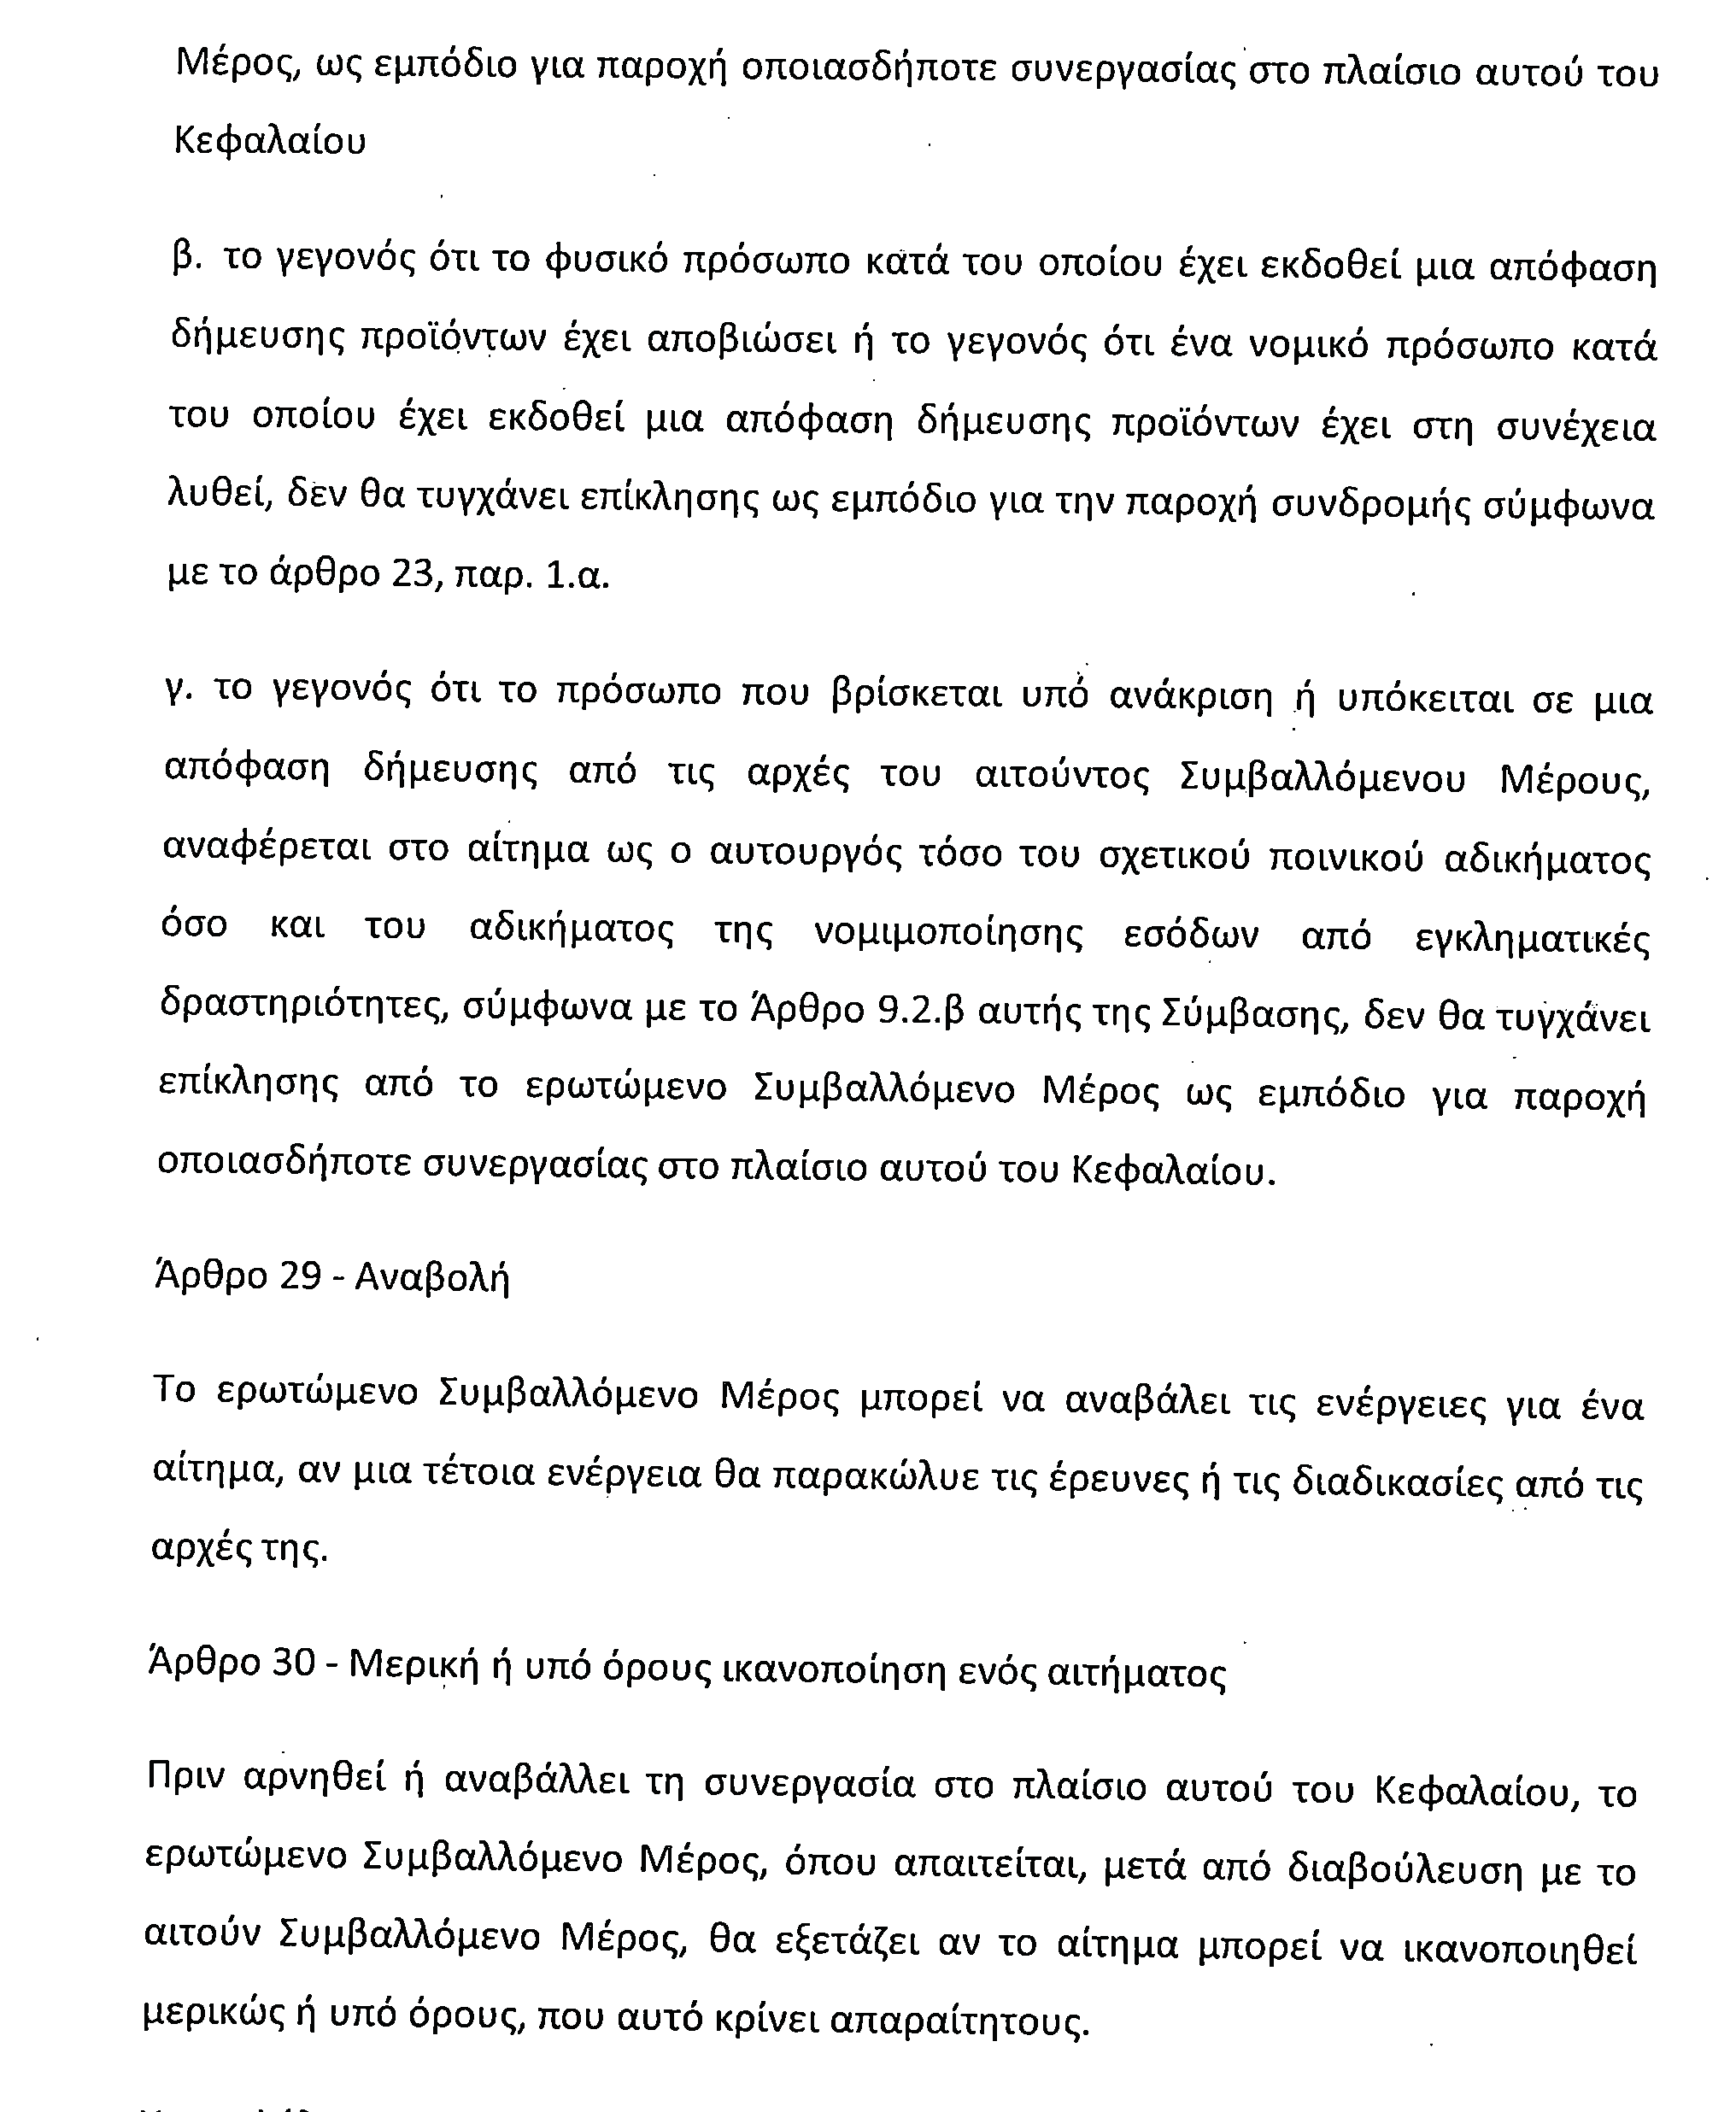 Μέρος, ως εμπόδιο για παροχή οποιασδήποτε συνεργασίας στο πλαίσιο αυτού του
Κεφαλαίου
β. το γεγονός ότι το φυσικό πρόσωπο κατά του οποίου έχει εκδοθεί μια απόφαση
δήμευσης προϊόντων έχει αποβιώσει ή το γεγονός ότι ένα νομικό πρόσωπο κατά
του οποίου έχει εκδοθεί μια απόφαση δήμευσης προϊόντων έχει στη συνέχεια
λυθεί, δεν θα τυγχάνει επίκλησης ως εμπόδιο για την παροχή συνδρομής σύμφωνα
με το άρθρο 23, παρ. 1.α.
γ. το γεγονός ότι το πρόσωπο που βρίσκεται υπό ανάκριση ή υπόκειται σε μια
απόφαση δήμευσης από τις αρχές του αιτούντος Συμβαλλόμενου Μέρους,
αναφέρεται στο αίτημα ως ο αυτουργός τόσο του σχετικού ποινικού αδικήματος
όσο και του αδικήματος της νομιμοποίησης εσόδων από εγκληματικές
δραστηριότητες, σύμφωνα με το Άρθρο 9.2.β αυτής της Σύμβασης, δεν θα τυγχάνει
επίκλησης από το ερωτώμενο Συμβαλλόμενο Μέρος ως εμπόδιο για παροχή
οποιασδήποτε συνεργασίας στο πλαίσιο αυτού του Κεφαλαίου.
Άρθρο 29 - Αναβολή
Το ερωτώμενο Συμβαλλόμενο Μέρος μπορεί να αναβάλει τις ενέργειες για ένα
αίτημα, αν μια τέτοια ενέργεια θα παρακώλυε τις έρευνες ή τις διαδικασίες από τις
αρχές της.
Άρθρο 30 - Μερική ή υπό όρους ικανοποίηση ενός αιτήματος
Πριν αρνηθεί ή αναβάλλει τη συνεργασία στο πλαίσιο αυτού του Κεφαλαίου, το
ερωτώμενο Συμβαλλόμενο Μέρος, όπου απαιτείται, μετά από διαβούλευση με το
αιτούν Συμβαλλόμενο Μέρος, θα εξετάζει αν το αίτημα μπορεί να ικανοποιηθεί
μερικώς ή υπό όρους, που αυτό κρίνει απαραίτητους.